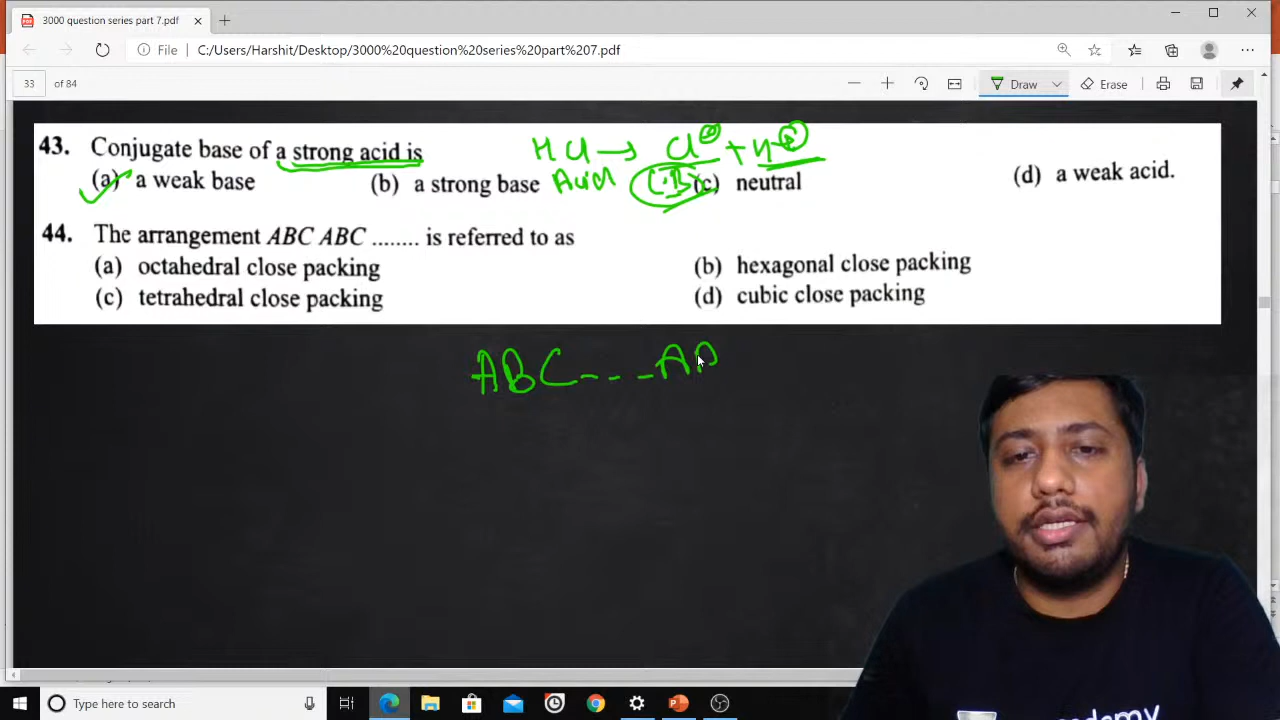 3000 question series part 7.pdf
File C:/Users/Harshit/Desktop/3000%20question%20series%20part%207.pdf
33 of 84 Draw Erase
43. Conjugate base of a strong acid is
HCl → Cl⊖ + H⊕
(a) a weak base (b) a strong base Acid (c) neutral (d) a weak acid.
44. The arrangement ABC ABC ........ is referred to as
(a) octahedral close packing (b) hexagonal close packing
(c) tetrahedral close packing (d) cubic close packing
ABC--- A
Type here to search